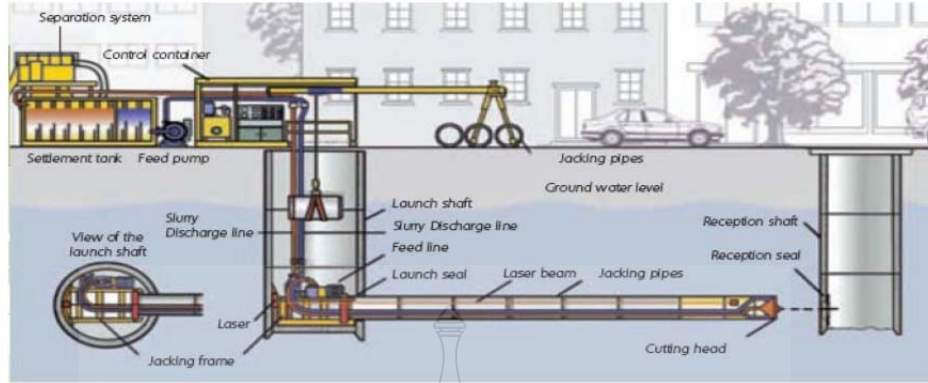 Separation system
Control container
Settlement tank
Feed pump
Jacking pipes
Ground water level
Launch shaft
Slurry
Discharge line
Slurry
Discharge line
Reception shaft
View of the
launch shaft
Feed line
Reception seal
Launch seal
Laser beam
Jacking pipes
Laser
Cutting head
Jacking frame